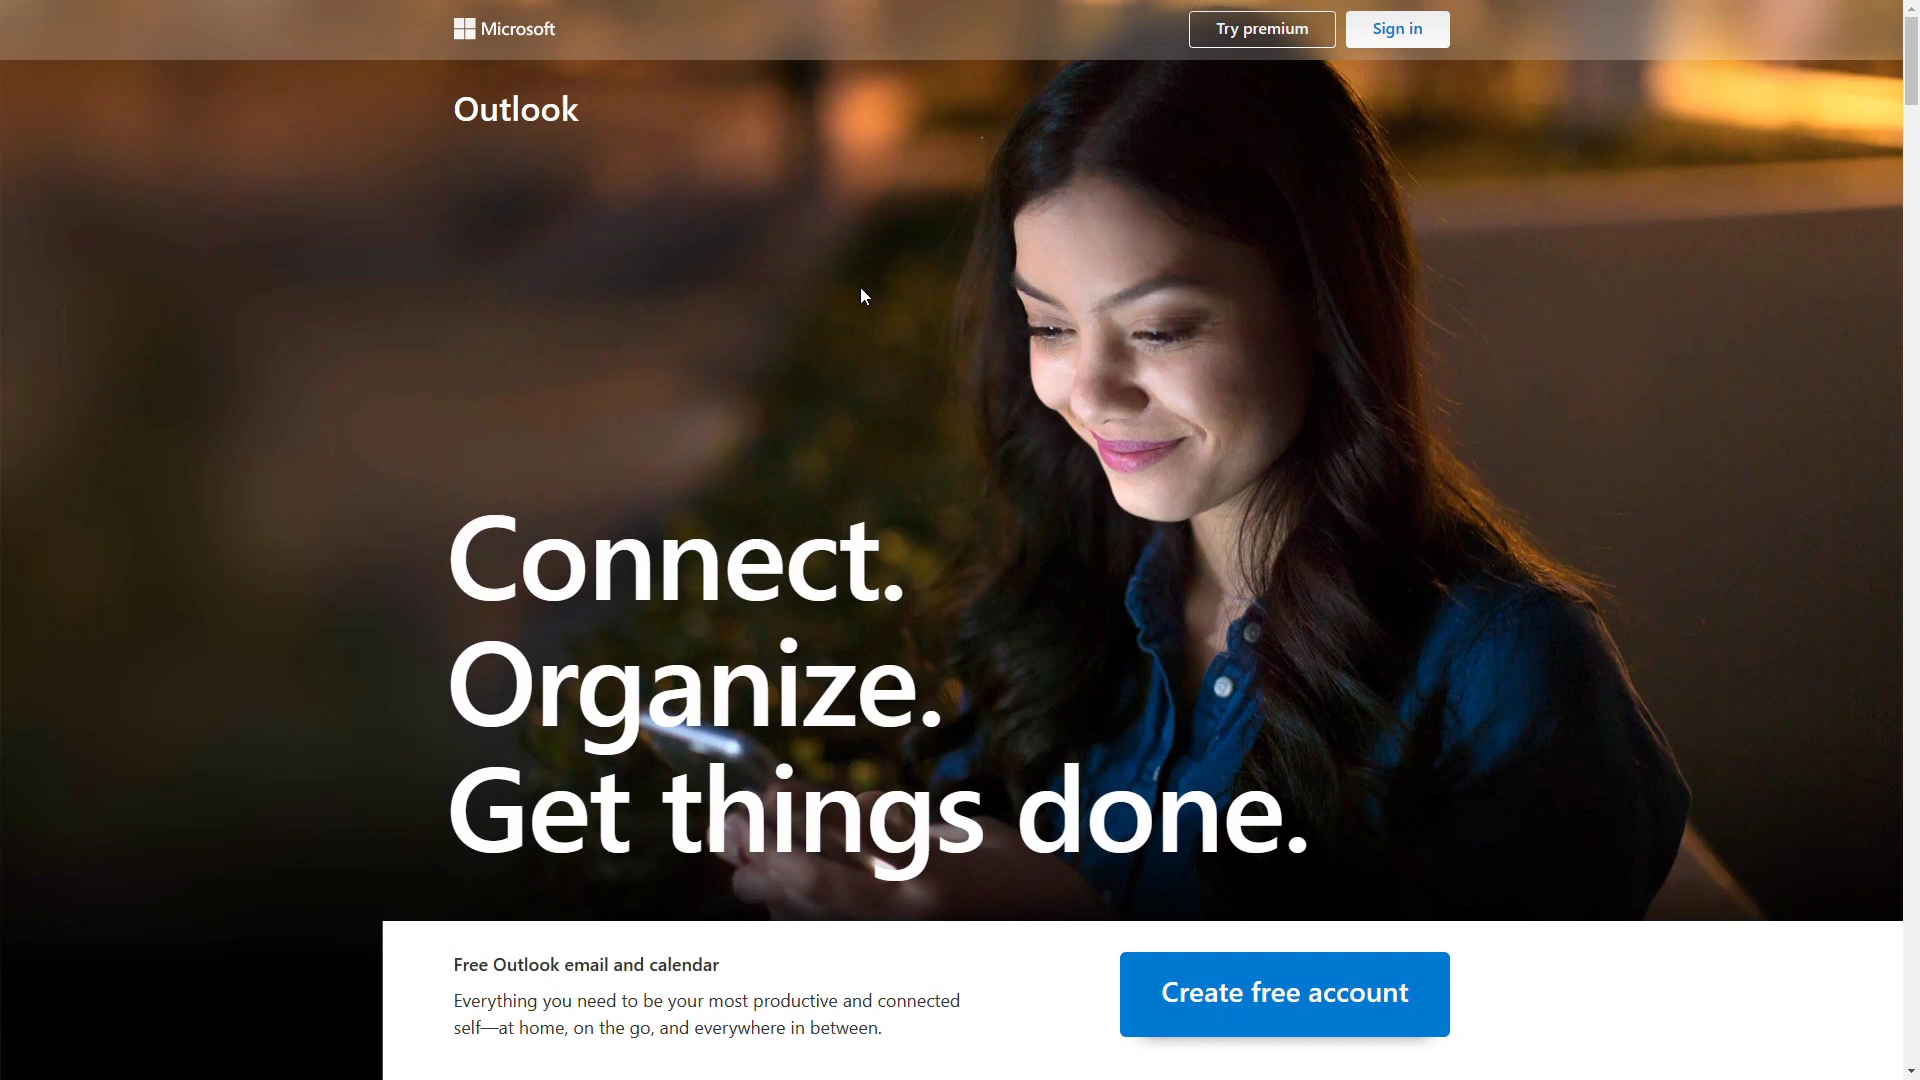 Microsoft
Try premium
Sign in
Outlook
Connect.
Organize.
Get things done.
Free Outlook email and calendar
Everything you need to be your most productive and connected
self—at home, on the go, and everywhere in between.
Create free account